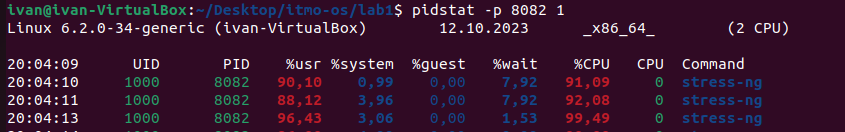 ivan@ivan-VirtualBox:~/Desktop/itmo-os/lab1$ pidstat -p 8082 1
Linux 6.2.0-34-generic (ivan-VirtualBox) 12.10.2023 _x86_64_ (2 CPU)
20:04:09 UID PID %usr %system %guest %wait %CPU CPU Command
20:04:10 1000 8082 90,10 0,99 0,00 7,92 91,09 0 stress-ng
20:04:11 1000 8082 88,12 3,96 0,00 7,92 92,08 0 stress-ng
20:04:13 1000 8082 96,43 3,06 0,00 1,53 99,49 0 stress-ng